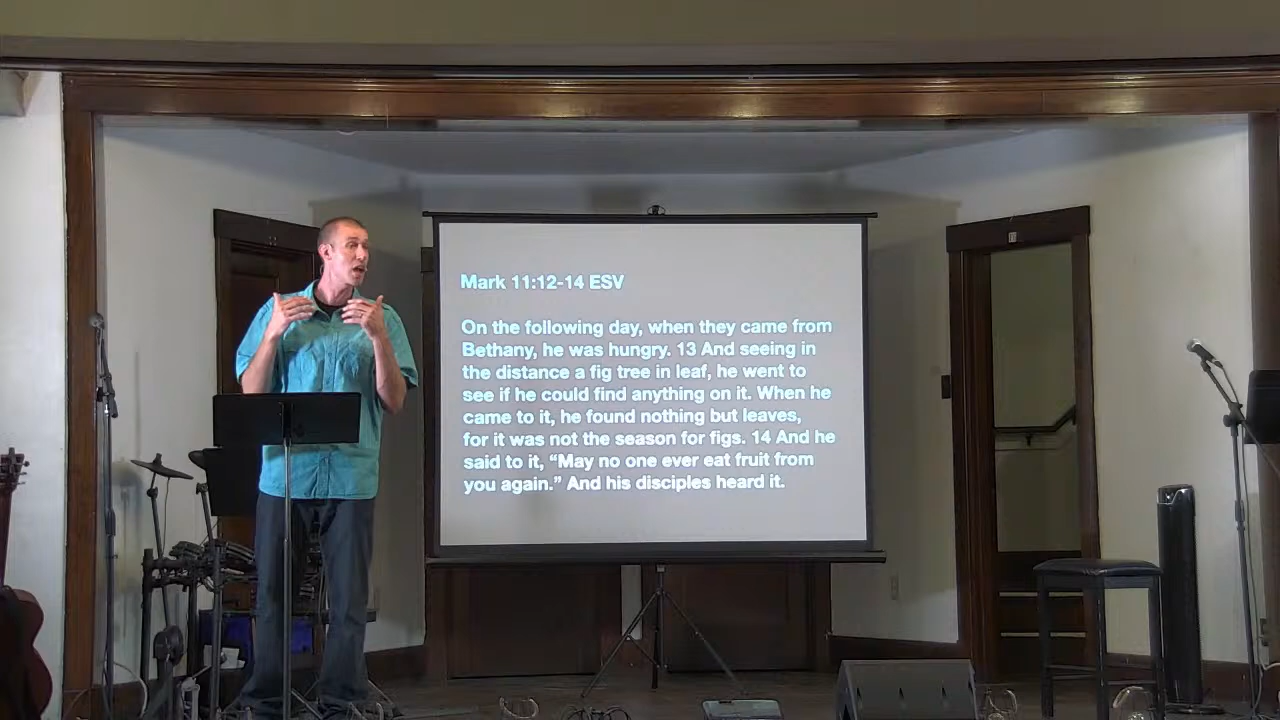 Mark 11:12-14 ESV
On the following day, when they came from
Bethany, he was hungry. 13 And seeing in
the distance a fig tree in leaf, he went to
see if he could find anything on it. When he
came to it, he found nothing but leaves,
for it was not the season for figs. 14 And he
said to it, “May no one ever eat fruit from
you again.” And his disciples heard it.